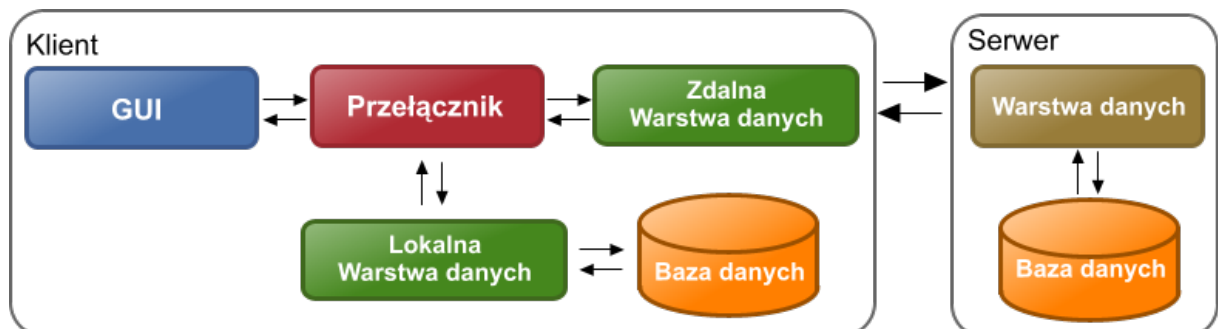 Klient
GUI
Przełącznik
Zdalna
Warstwa danych
Lokalna
Warstwa danych
Baza danych
Serwer
Warstwa danych
Baza danych